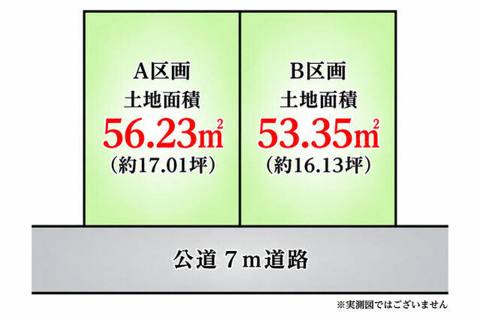 A区画
土地面積
56.23㎡
（約17.01坪）
B区画
土地面積
53.35㎡
（約16.13坪）
公道７ｍ道路
※実測図ではございません